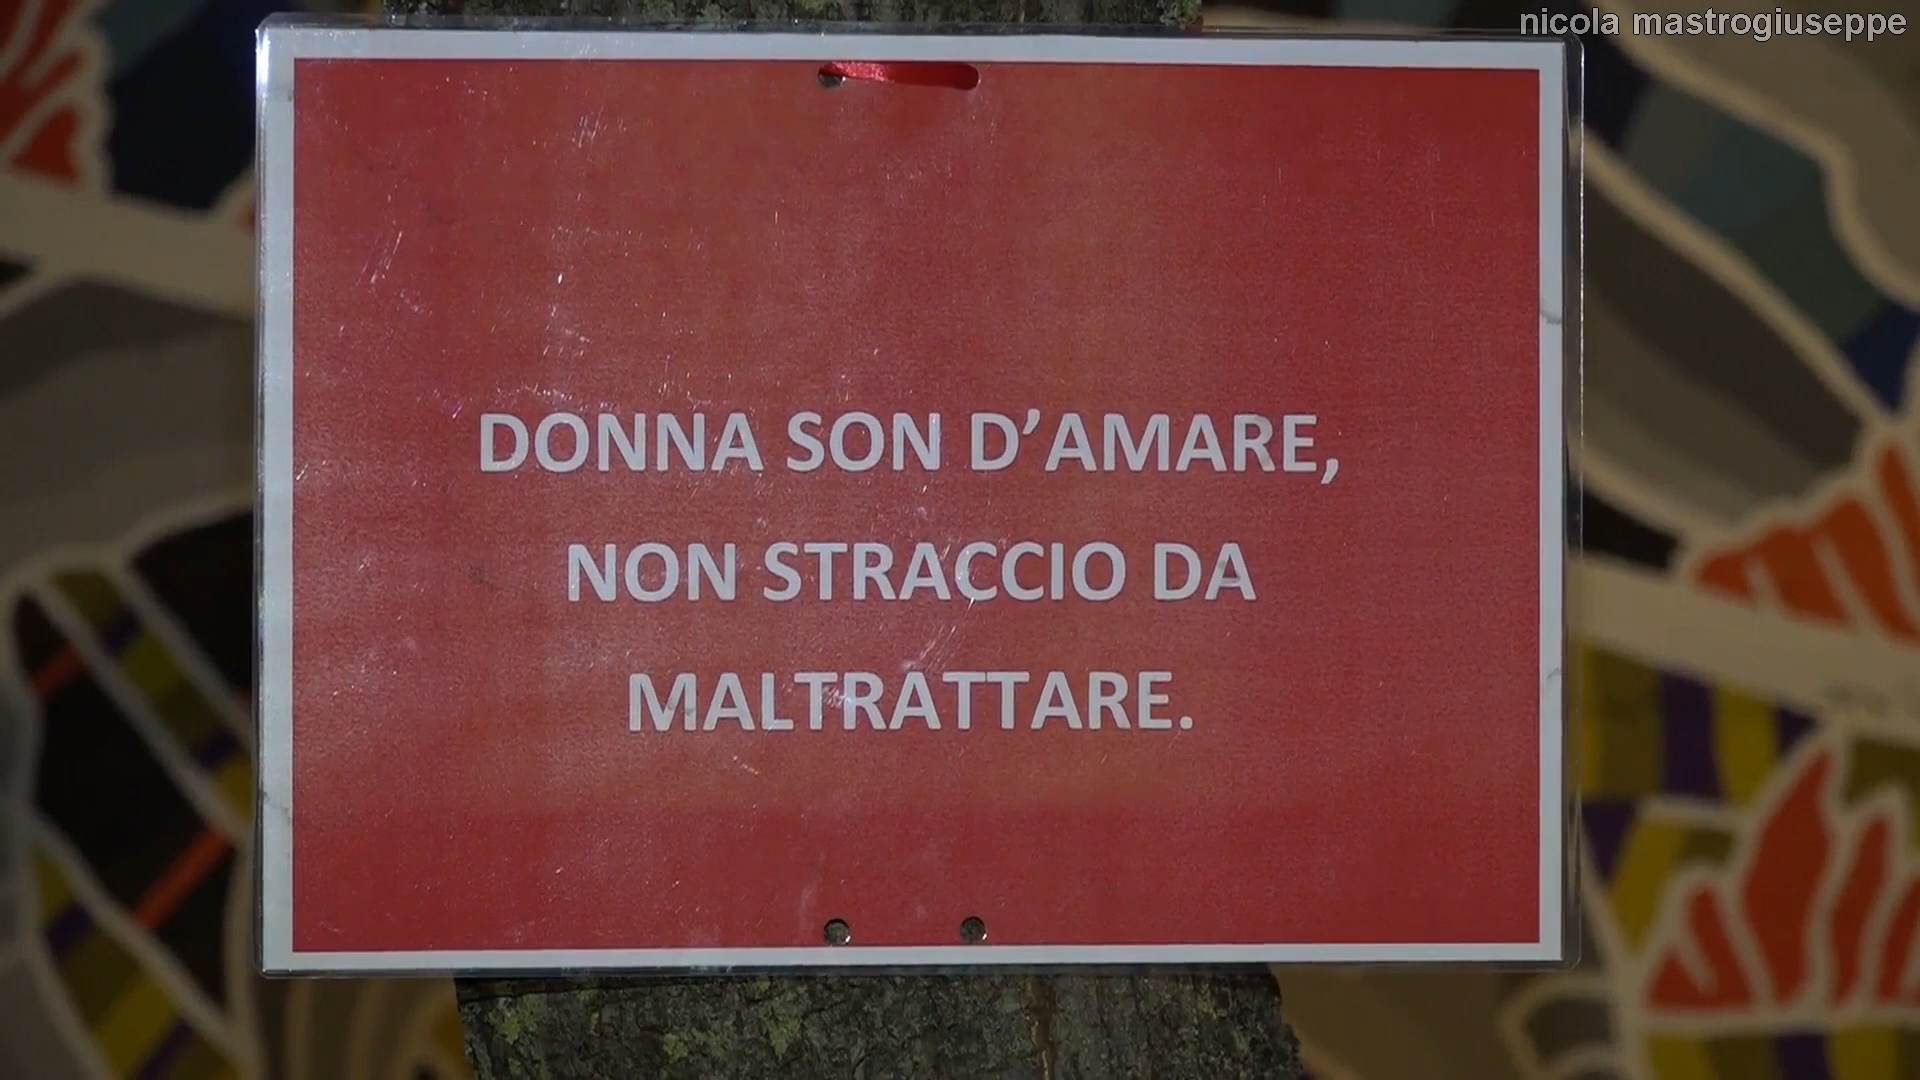 nicola mastrogiuseppe
DONNA SON D’AMARE,
NON STRACCIO DA
MALTRATTARE.